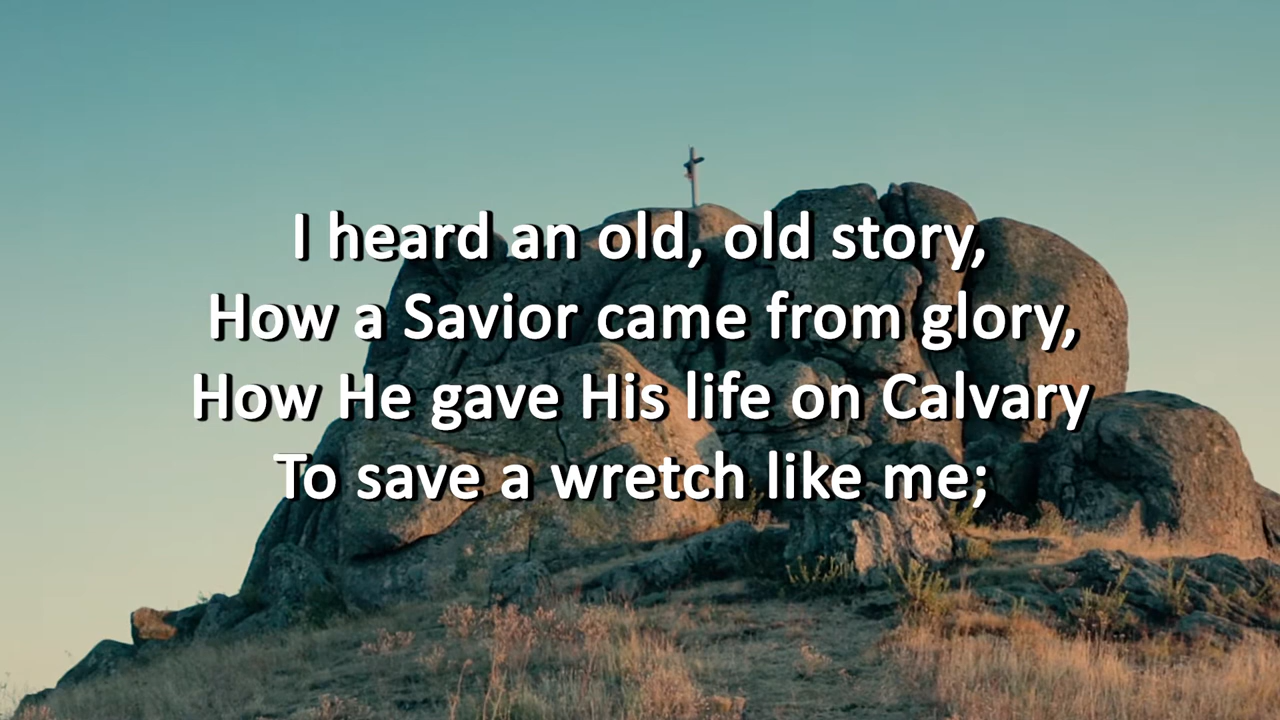 I heard an old, old story,
How a Savior came from glory,
How He gave His life on Calvary
To save a wretch like me;